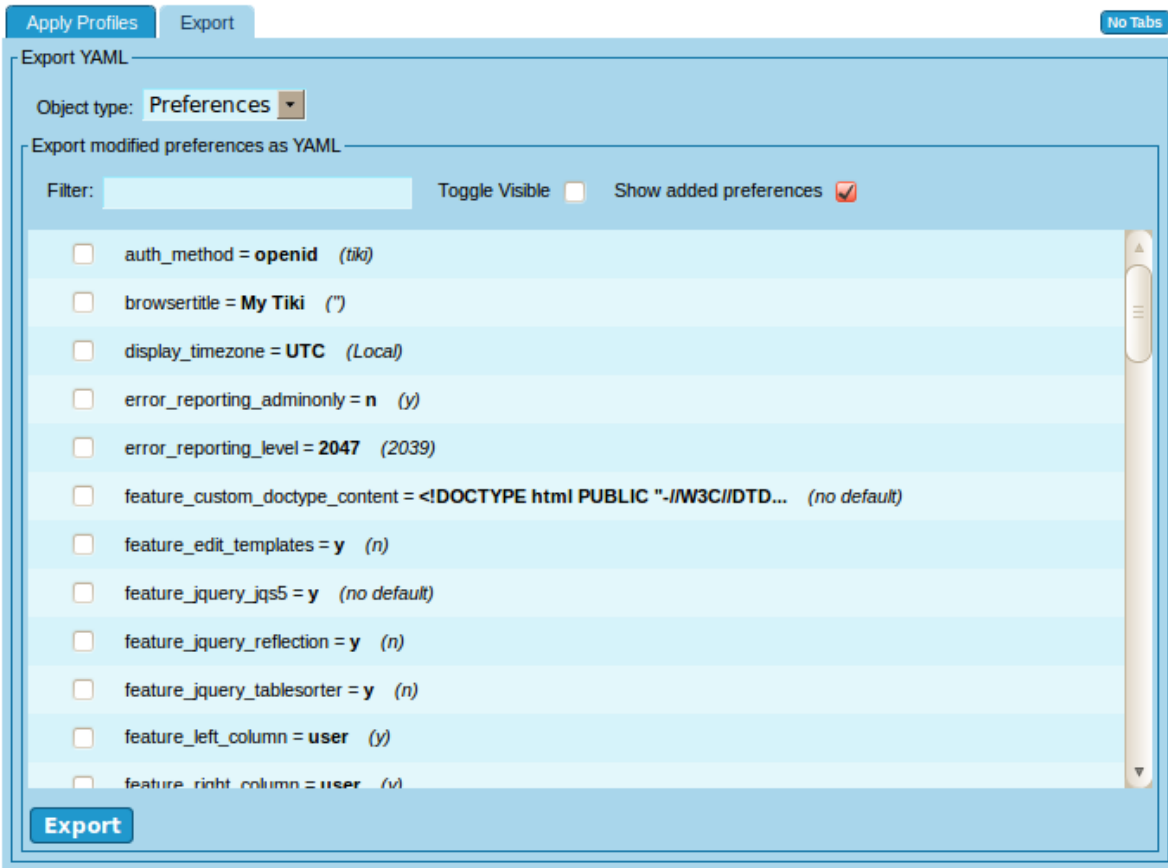 Apply Profiles Export No Tabs
Export YAML
Object type: Preferences
Export modified preferences as YAML
Filter: Toggle Visible Show added preferences
auth_method = openid (tiki)
browsertitle = My Tiki ('')
display_timezone = UTC (Local)
error_reporting_adminonly = n (y)
error_reporting_level = 2047 (2039)
feature_custom_doctype_content = <!DOCTYPE html PUBLIC "-//W3C//DTD... (no default)
feature_edit_templates = y (n)
feature_jquery_jqs5 = y (no default)
feature_jquery_reflection = y (n)
feature_jquery_tablesorter = y (n)
feature_left_column = user (y)
feature_right_column = user (y)
Export